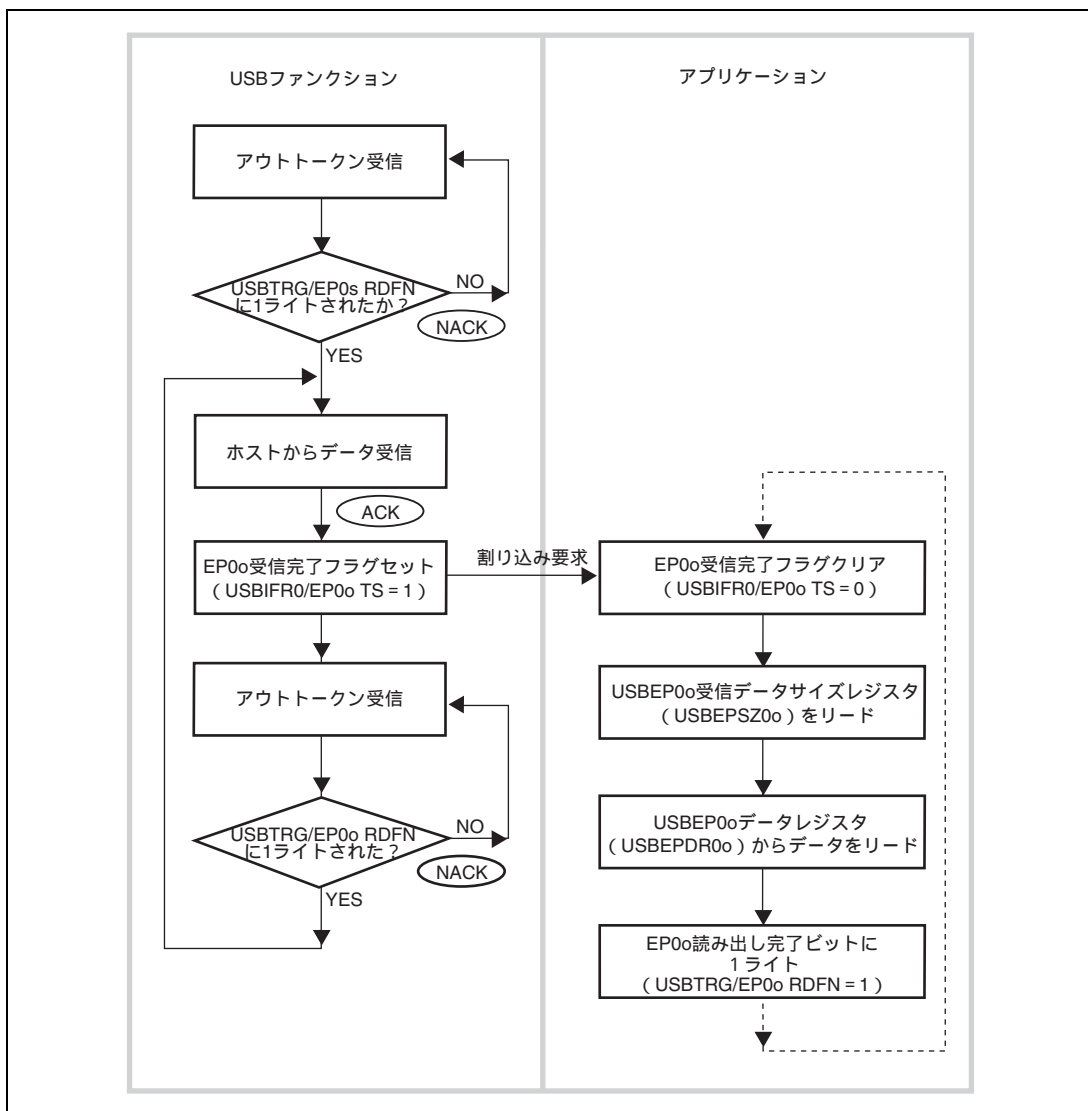 USBファンクション
アウトトークン受信
USBTRG/EP0s RDFN
に1ライトされたか？
NO
NACK
YES
ホストからデータ受信
ACK
EP0o受信完了フラグセット
（USBIFR0/EP0o TS = 1）
割り込み要求
アウトトークン受信
USBTRG/EP0o RDFN
に1ライトされた？
NO
NACK
YES
アプリケーション
EP0o受信完了フラグクリア
（USBIFR0/EP0o TS = 0）
USBEP0o受信データサイズレジスタ
（USBEPSZ0o）をリード
USBEP0oデータレジスタ
（USBEPDR0o）からデータをリード
EP0o読み出し完了ビットに
1 ライト
（USBTRG/EP0o RDFN = 1）